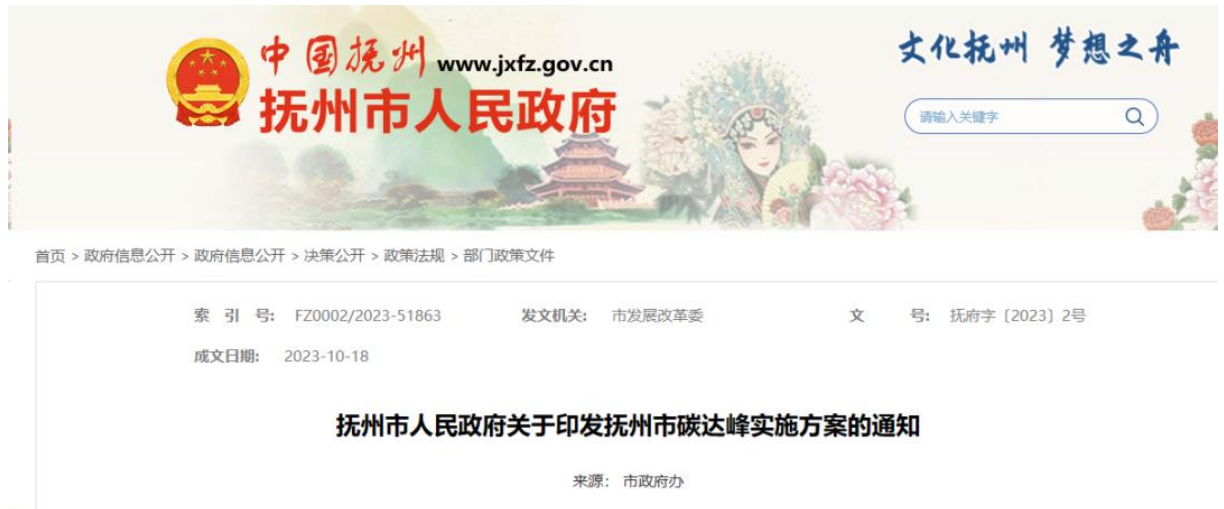 中国抚州 www.jxfz.gov.cn
抚州市人民政府
文化抚州 梦想之舟
请输入关键字
首页 > 政府信息公开 > 政府信息公开 > 决策公开 > 政策法规 > 部门政策文件
索 引 号: FZ0002/2023-51863 发文机关: 市发展改革委 文 号: 抚府字〔2023〕2号
成文日期: 2023-10-18
抚州市人民政府关于印发抚州市碳达峰实施方案的通知
来源: 市政府办